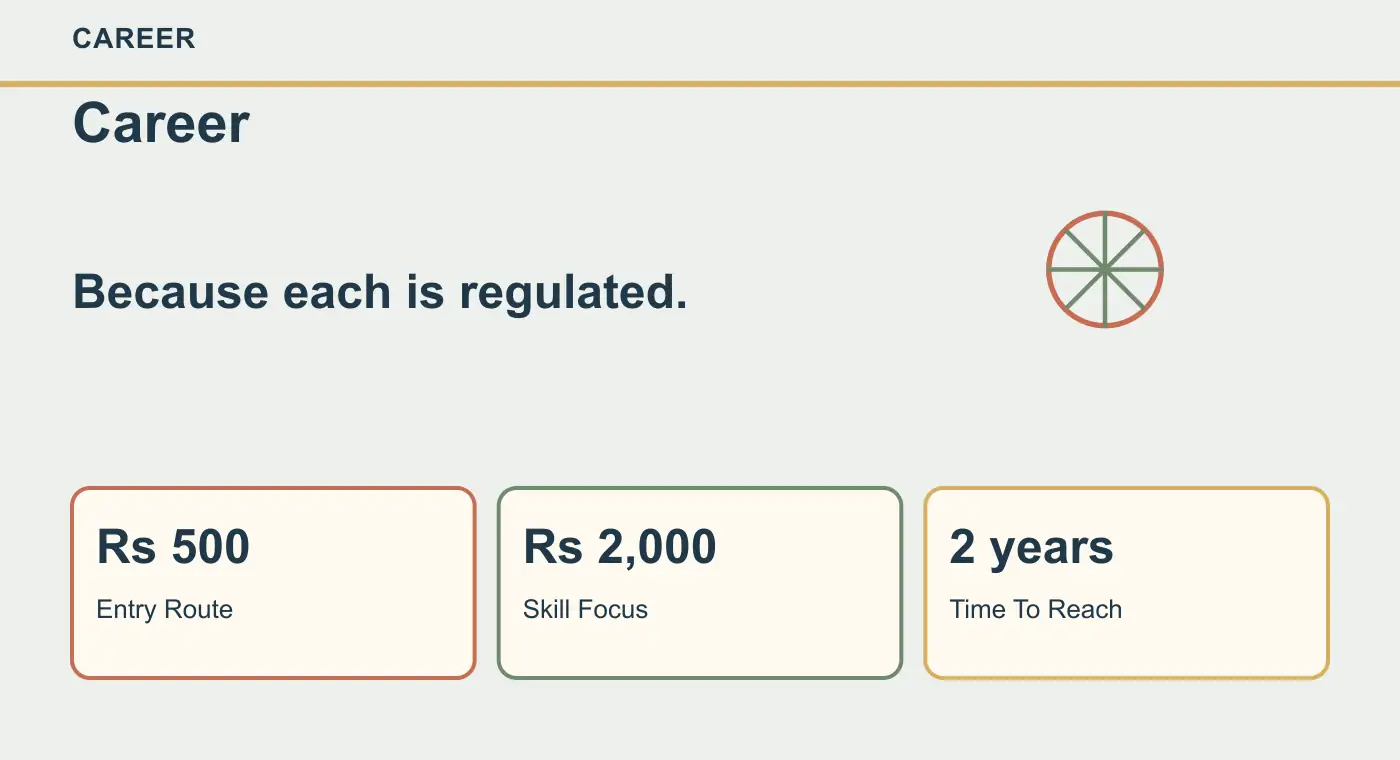 CAREER
Career
Because each is regulated.
Rs 500
Entry Route
Rs 2,000
Skill Focus
2 years
Time To Reach